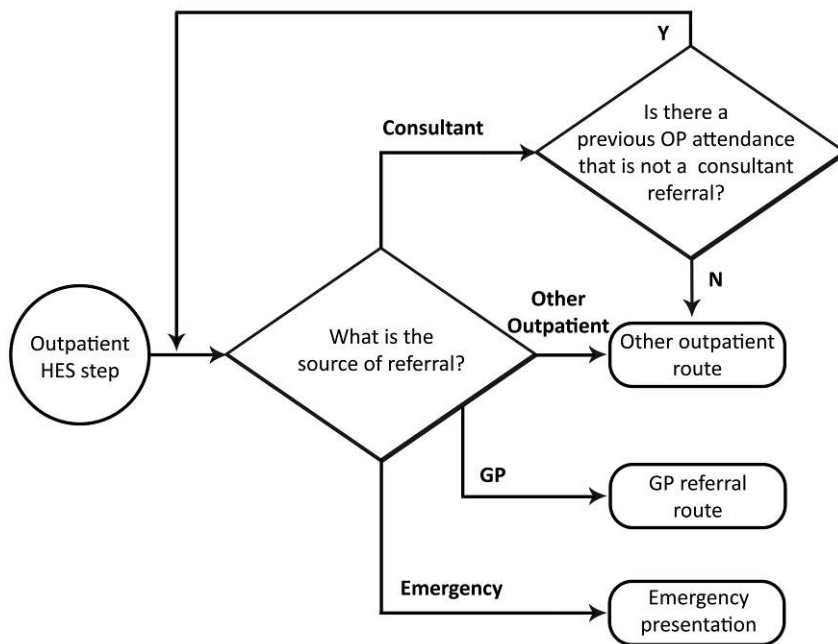 Y
Is there a
previous OP attendance
that is not a consultant
referral?
Consultant
N
Other
Outpatient
Outpatient
HES step
What is the
source of referral?
Other outpatient
route
GP
GP referral
route
Emergency
Emergency
presentation